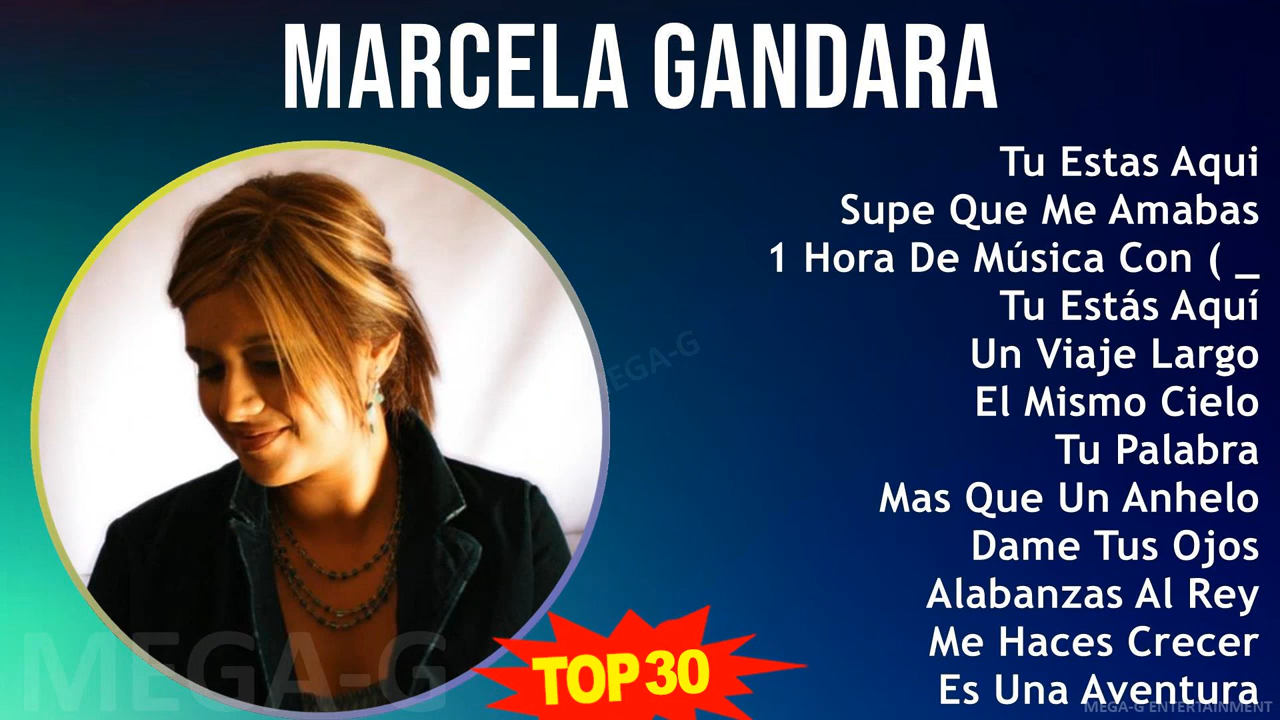 MARCELA GANDARA
Tu Estas Aqui
Supe Que Me Amabas
1 Hora De Música Con ( _
Tu Estás Aquí
Un Viaje Largo
El Mismo Cielo
Tu Palabra
Mas Que Un Anhelo
Dame Tus Ojos
Alabanzas Al Rey
Me Haces Crecer
Es Una Aventura
TOP 30
MEGA-G
MEGA-G
MEGA-G ENTERTAINMENT